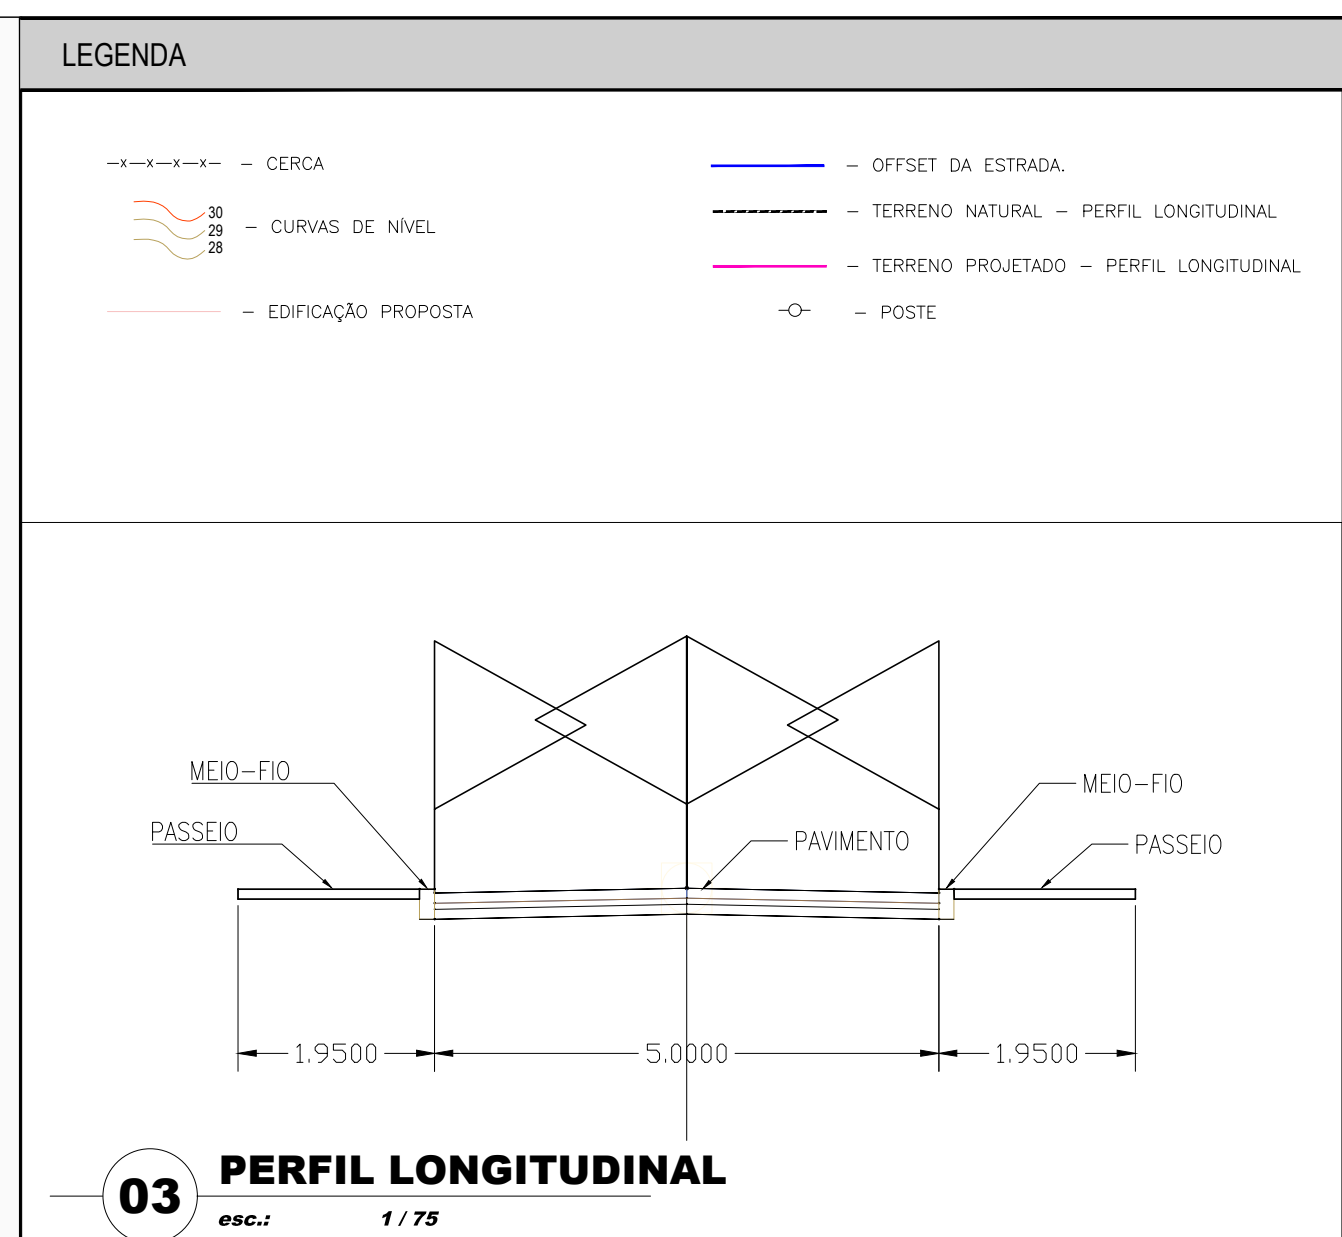 LEGENDA
—x—x—x—x— – CERCA
30
29
28
– CURVAS DE NÍVEL
– EDIFICAÇÃO PROPOSTA
– OFFSET DA ESTRADA.
– TERRENO NATURAL – PERFIL LONGITUDINAL
– TERRENO PROJETADO – PERFIL LONGITUDINAL
– POSTE
MEIO-FIO
PASSEIO
PAVIMENTO
MEIO-FIO
PASSEIO
1.9500
5.0000
1.9500
03
PERFIL LONGITUDINAL
esc.: 1 / 75